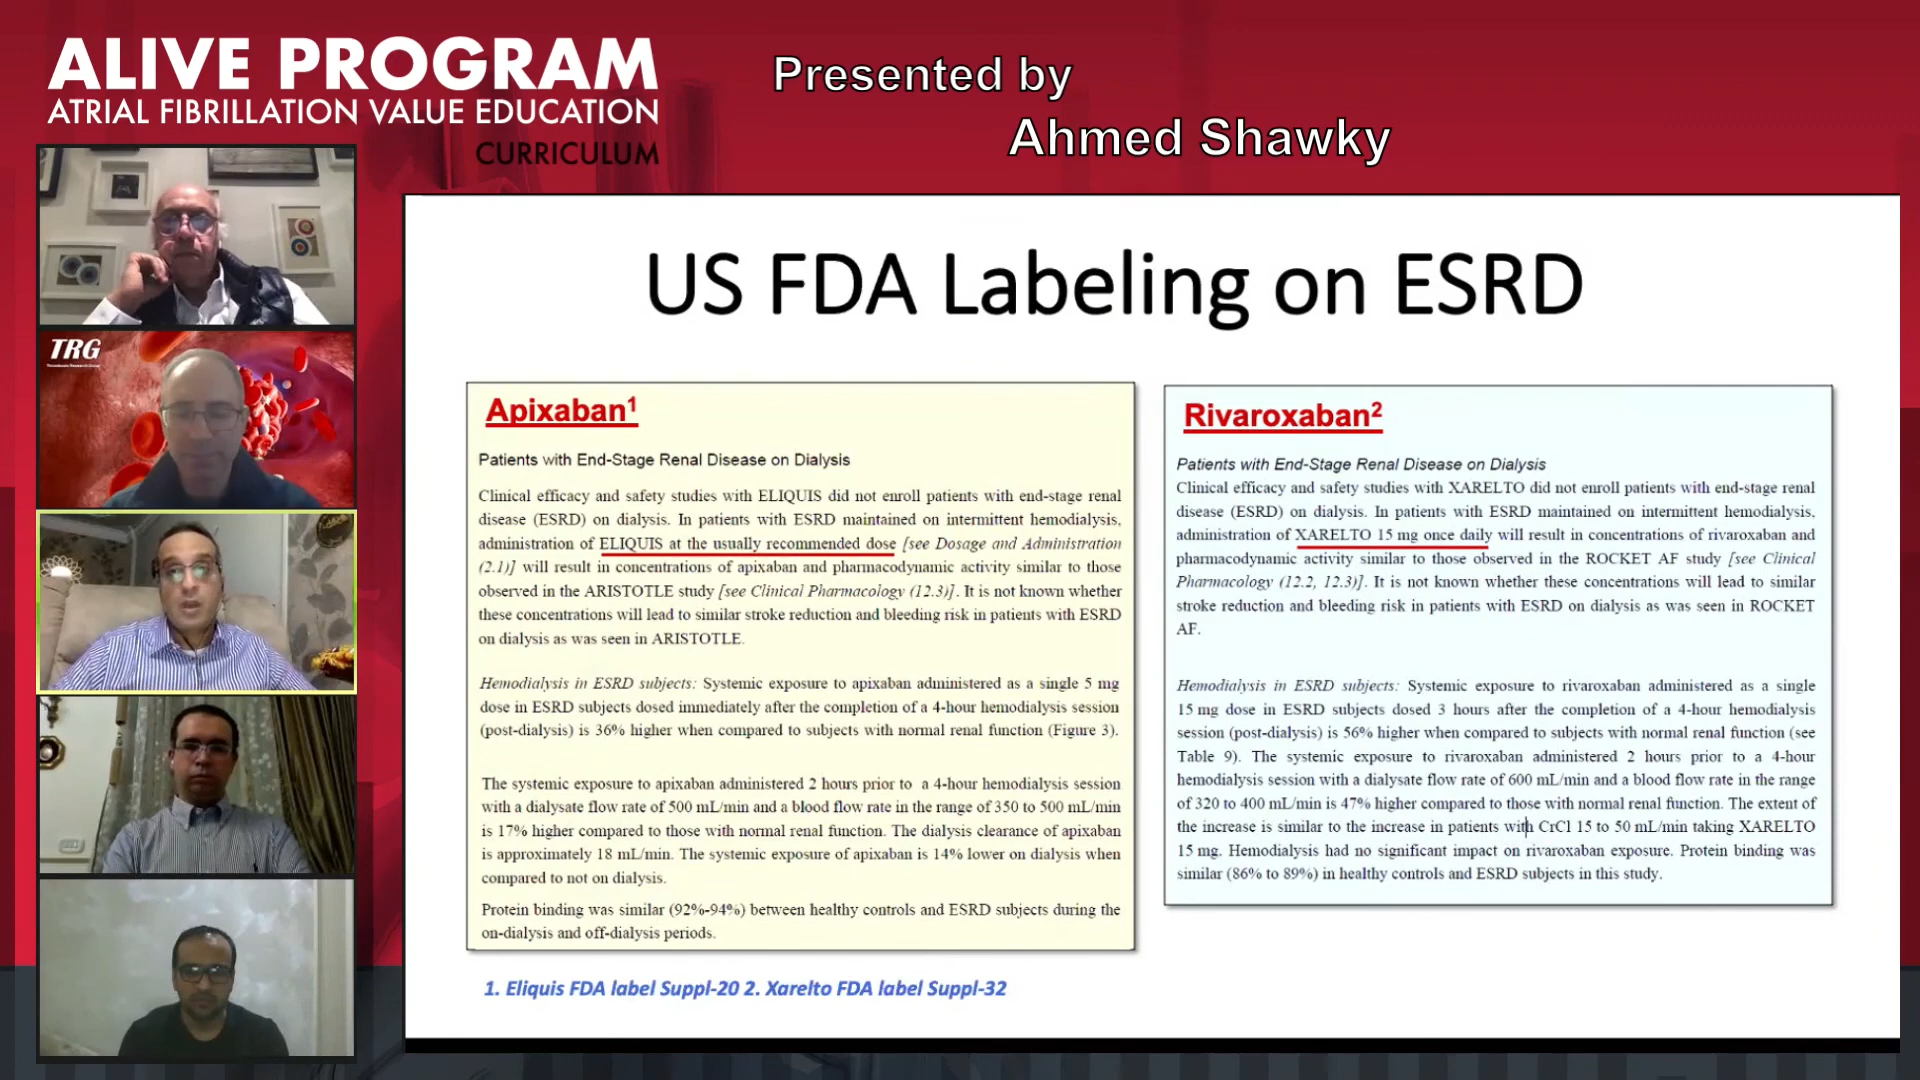 ALIVE PROGRAM
ATRIAL FIBRILLATION VALUE EDUCATION
CURRICULUM
Presented by
Ahmed Shawky
TRG
US FDA Labeling on ESRD
Apixaban1
Patients with End-Stage Renal Disease on Dialysis
Clinical efficacy and safety studies with ELIQUIS did not enroll patients with end-stage renal
disease (ESRD) on dialysis. In patients with ESRD maintained on intermittent hemodialysis,
administration of ELIQUIS at the usually recommended dose [see Dosage and Administration
(2.1)] will result in concentrations of apixaban and pharmacodynamic activity similar to those
observed in the ARISTOTLE study [see Clinical Pharmacology (12.3)]. It is not known whether
these concentrations will lead to similar stroke reduction and bleeding risk in patients with ESRD
on dialysis as was seen in ARISTOTLE.
Hemodialysis in ESRD subjects: Systemic exposure to apixaban administered as a single 5 mg
dose in ESRD subjects dosed immediately after the completion of a 4-hour hemodialysis session
(post-dialysis) is 36% higher when compared to subjects with normal renal function (Figure 3).
The systemic exposure to apixaban administered 2 hours prior to a 4-hour hemodialysis session
with a dialysate flow rate of 500 mL/min and a blood flow rate in the range of 350 to 500 mL/min
is 17% higher compared to those with normal renal function. The dialysis clearance of apixaban
is approximately 18 mL/min. The systemic exposure of apixaban is 14% lower on dialysis when
compared to not on dialysis.
Protein binding was similar (92%-94%) between healthy controls and ESRD subjects during the
on-dialysis and off-dialysis periods.
Rivaroxaban2
Patients with End-Stage Renal Disease on Dialysis
Clinical efficacy and safety studies with XARELTO did not enroll patients with end-stage renal
disease (ESRD) on dialysis. In patients with ESRD maintained on intermittent hemodialysis,
administration of XARELTO 15 mg once daily will result in concentrations of rivaroxaban and
pharmacodynamic activity similar to those observed in the ROCKET AF study [see Clinical
Pharmacology (12.2, 12.3)]. It is not known whether these concentrations will lead to similar
stroke reduction and bleeding risk in patients with ESRD on dialysis as was seen in ROCKET
AF.
Hemodialysis in ESRD subjects: Systemic exposure to rivaroxaban administered as a single
15 mg dose in ESRD subjects dosed 3 hours after the completion of a 4-hour hemodialysis
session (post-dialysis) is 56% higher when compared to subjects with normal renal function (see
Table 9). The systemic exposure to rivaroxaban administered 2 hours prior to a 4-hour
hemodialysis session with a dialysate flow rate of 600 mL/min and a blood flow rate in the range
of 320 to 400 mL/min is 47% higher compared to those with normal renal function. The extent of
the increase is similar to the increase in patients with CrCl 15 to 50 mL/min taking XARELTO
15 mg. Hemodialysis had no significant impact on rivaroxaban exposure. Protein binding was
similar (86% to 89%) in healthy controls and ESRD subjects in this study.
1. Eliquis FDA label Suppl-20 2. Xarelto FDA label Suppl-32